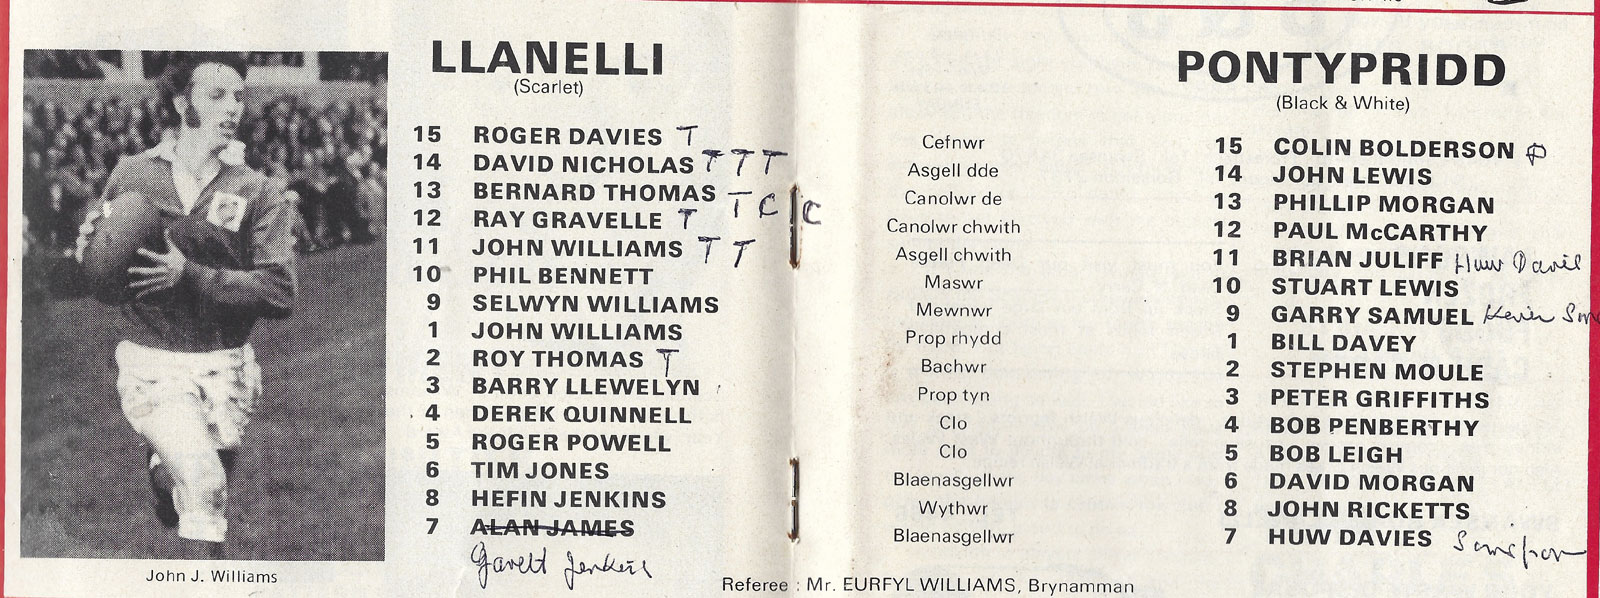 LLANELLI
(Scarlet)
15 ROGER DAVIES T
14 DAVID NICHOLAS T T T
13 BERNARD THOMAS T C C
12 RAY GRAVELLE T
11 JOHN WILLIAMS T T
10 PHIL BENNETT
9 SELWYN WILLIAMS
1 JOHN WILLIAMS
2 ROY THOMAS T
3 BARRY LLEWELYN
4 DEREK QUINNELL
5 ROGER POWELL
6 TIM JONES
8 HEFIN JENKINS
7 ALAN JAMES
Gareth Jenkins
John J. Williams
Cefnwr
Asgell dde
Canolwr de
Canolwr chwith
Asgell chwith
Maswr
Mewnwr
Prop rhydd
Bachwr
Prop tyn
Clo
Clo
Blaenasgellwr
Wythwr
Blaenasgellwr
PONTYPRIDD
(Black & White)
15 COLIN BOLDERSON P
14 JOHN LEWIS
13 PHILLIP MORGAN
12 PAUL McCARTHY
11 BRIAN JULIFF Huw David
10 STUART LEWIS
9 GARRY SAMUEL Kevin
1 BILL DAVEY
2 STEPHEN MOULE
3 PETER GRIFFITHS
4 BOB PENBERTHY
5 BOB LEIGH
6 DAVID MORGAN
8 JOHN RICKETTS
7 HUW DAVIES
Referee : Mr. EURFYL WILLIAMS, Brynamman